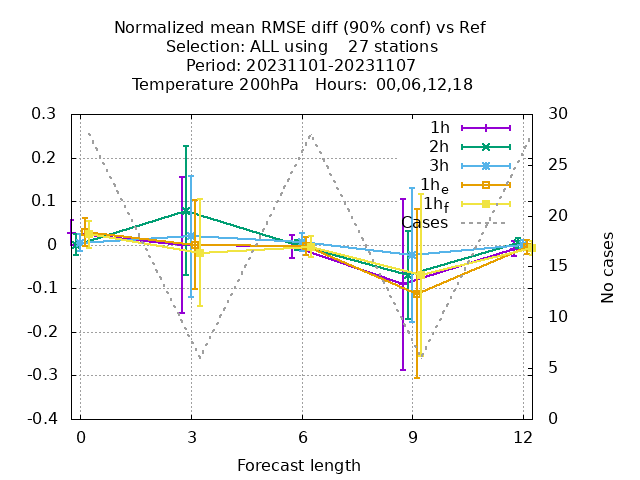 Normalized mean RMSE diff (90% conf) vs Ref
Selection: ALL using    27 stations
Period: 20231101-20231107
Temperature 200hPa   Hours:  00,06,12,18
0.3
0.2
0.1
0
-0.1
-0.2
-0.3
-0.4
30
25
20
15
10
5
0
1h
2h
3h
1he
1hf
Cases
No cases
0 3 6 9 12
Forecast length